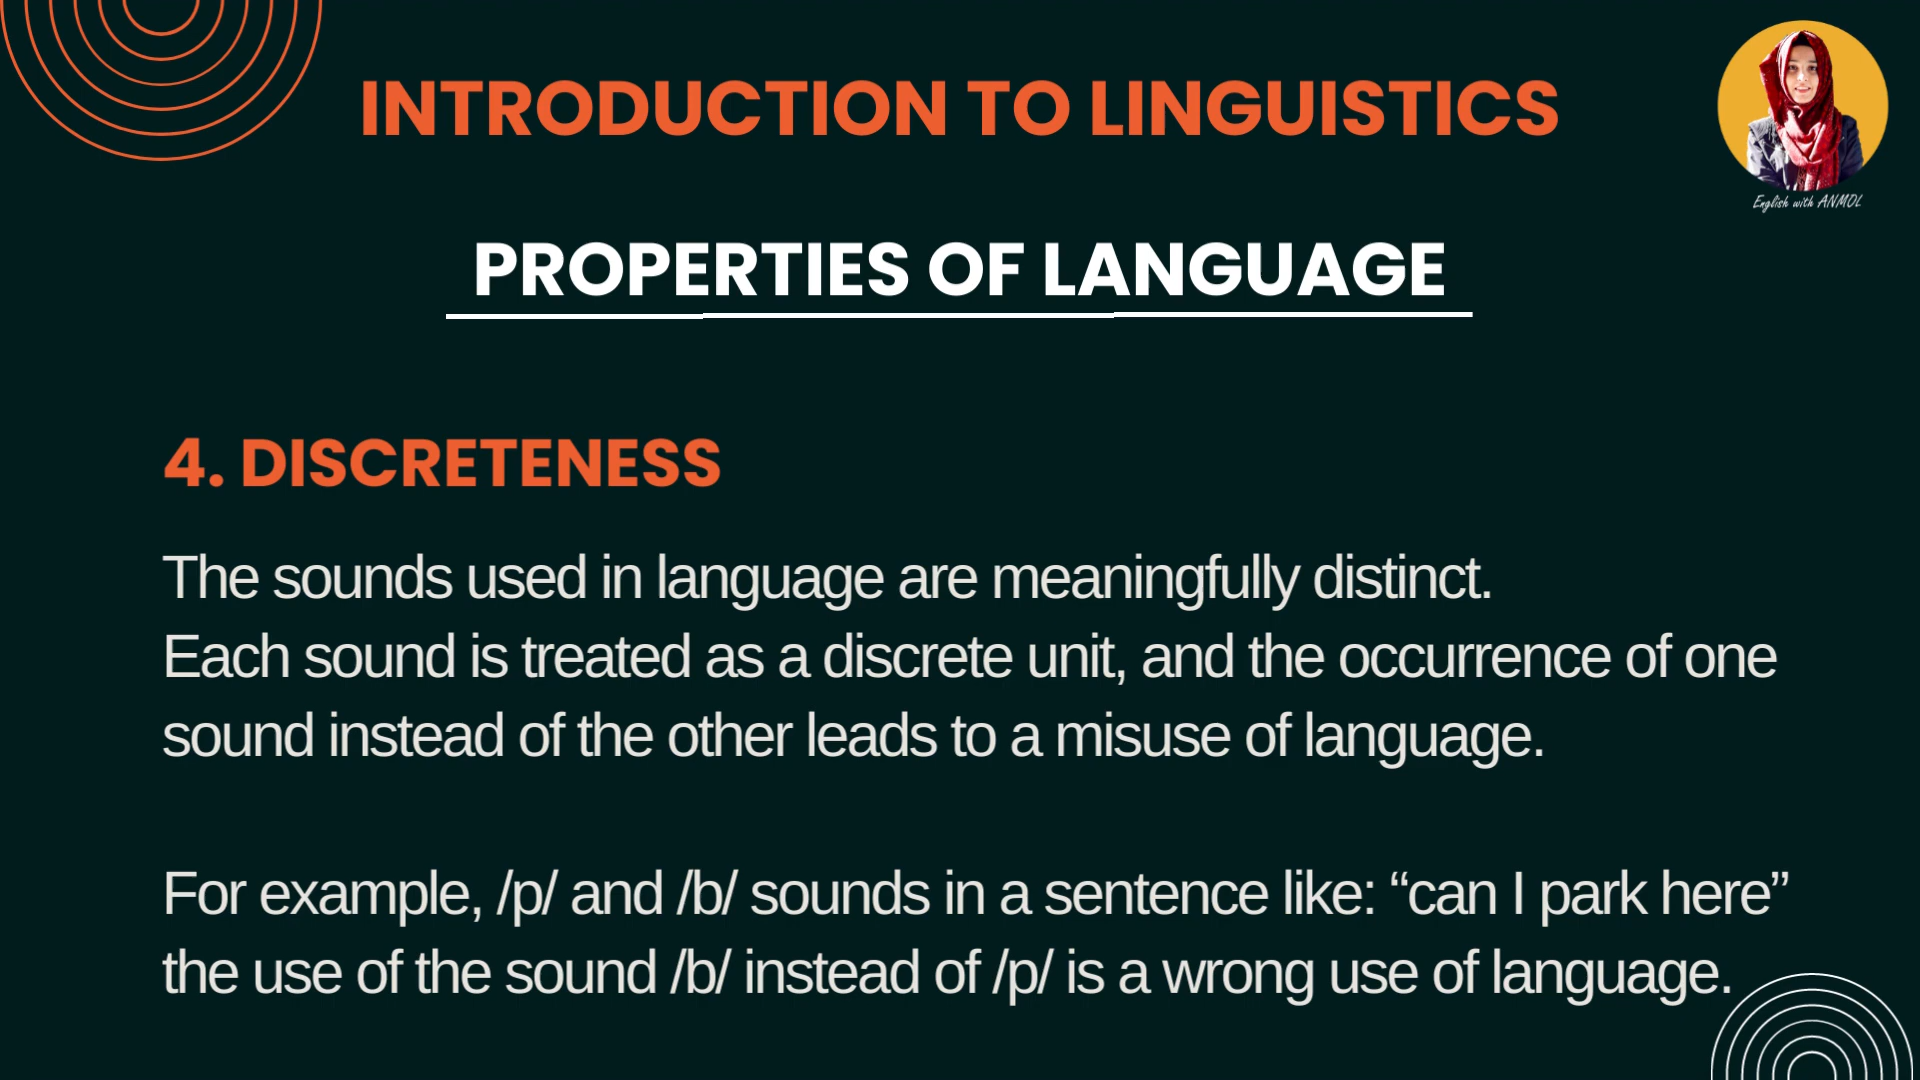 INTRODUCTION TO LINGUISTICS
English with ANMOL
PROPERTIES OF LANGUAGE
4. DISCRETENESS
The sounds used in language are meaningfully distinct.
Each sound is treated as a discrete unit, and the occurrence of one
sound instead of the other leads to a misuse of language.
For example, /p/ and /b/ sounds in a sentence like: “can I park here”
the use of the sound /b/ instead of /p/ is a wrong use of language.